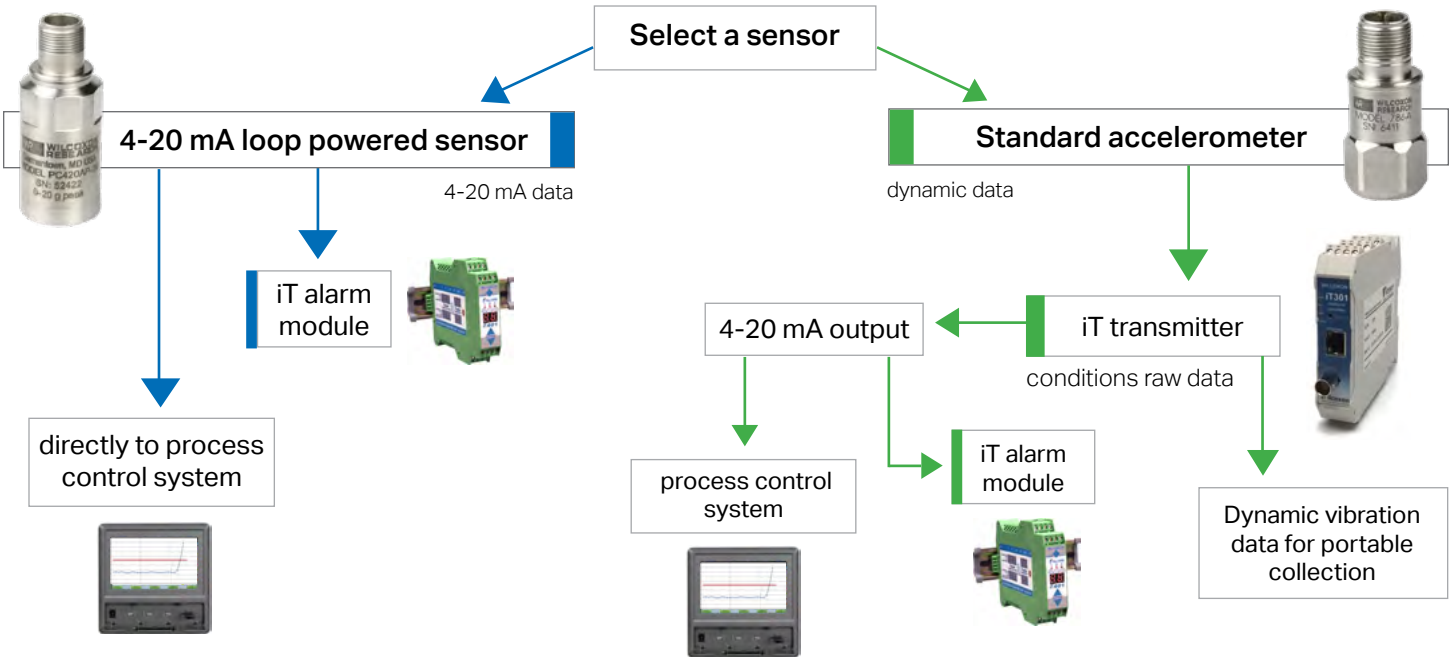 Select a sensor
4-20 mA loop powered sensor
4-20 mA data
WILCOXON
RESEARCH
SN: 52422
0-20 g peak
iT alarm
module
directly to process
control system
Standard accelerometer
dynamic data
WILCOXON
RESEARCH
MODEL 786A
SN: 6411
iT transmitter
conditions raw data
iT301
4-20 mA output
process control
system
iT alarm
module
Dynamic vibration
data for portable
collection